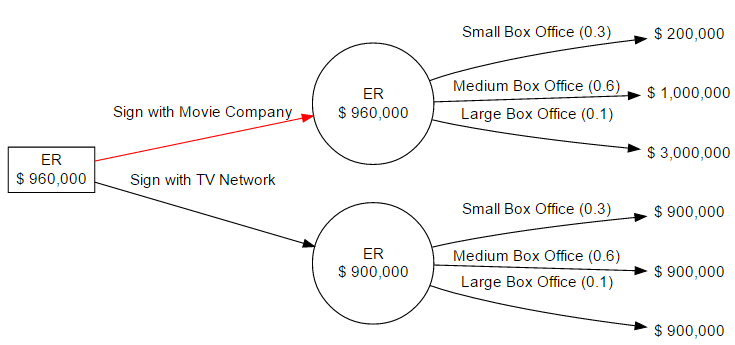 Small Box Office (0.3)
$ 200,000
Medium Box Office (0.6)
$ 1,000,000
ER
$ 960,000
Sign with Movie Company
Large Box Office (0.1)
$ 3,000,000
ER
$ 960,000
Sign with TV Network
Small Box Office (0.3)
$ 900,000
ER
$ 900,000
Medium Box Office (0.6)
$ 900,000
Large Box Office (0.1)
$ 900,000